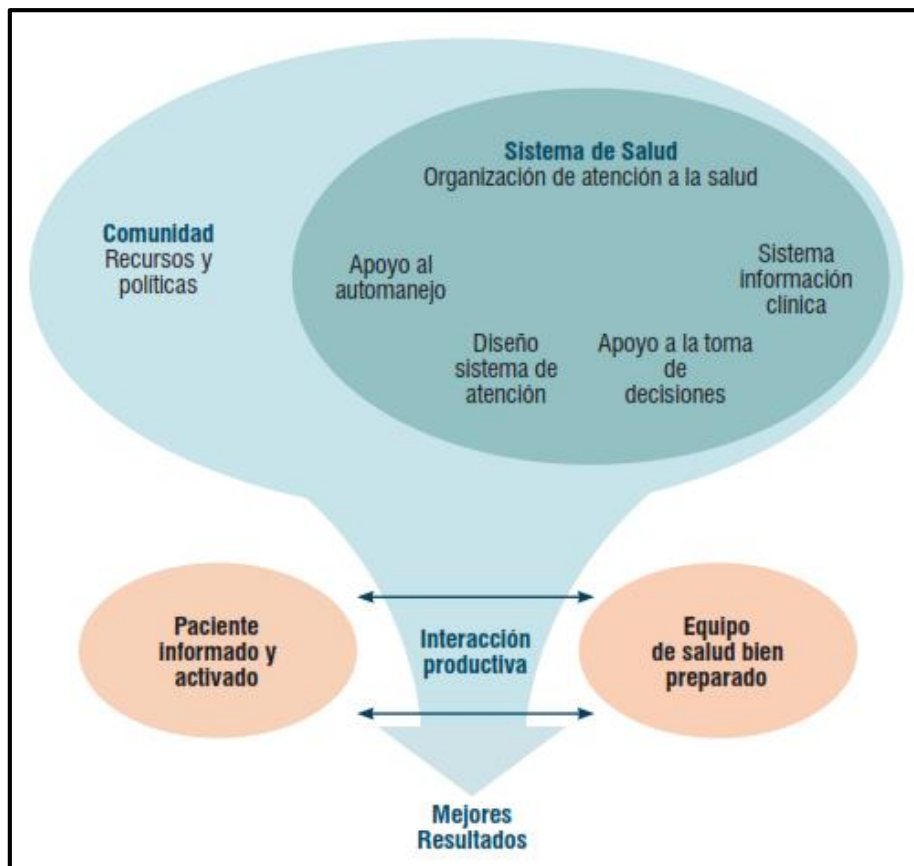 Sistema de Salud
Organización de atención a la salud
Comunidad
Recursos y
políticas
Apoyo al
automanejo
Sistema
información
clínica
Diseño
sistema de
atención
Apoyo a la toma
de
decisiones
Paciente
informado y
activado
Interacción
productiva
Equipo
de salud bien
preparado
Mejores
Resultados